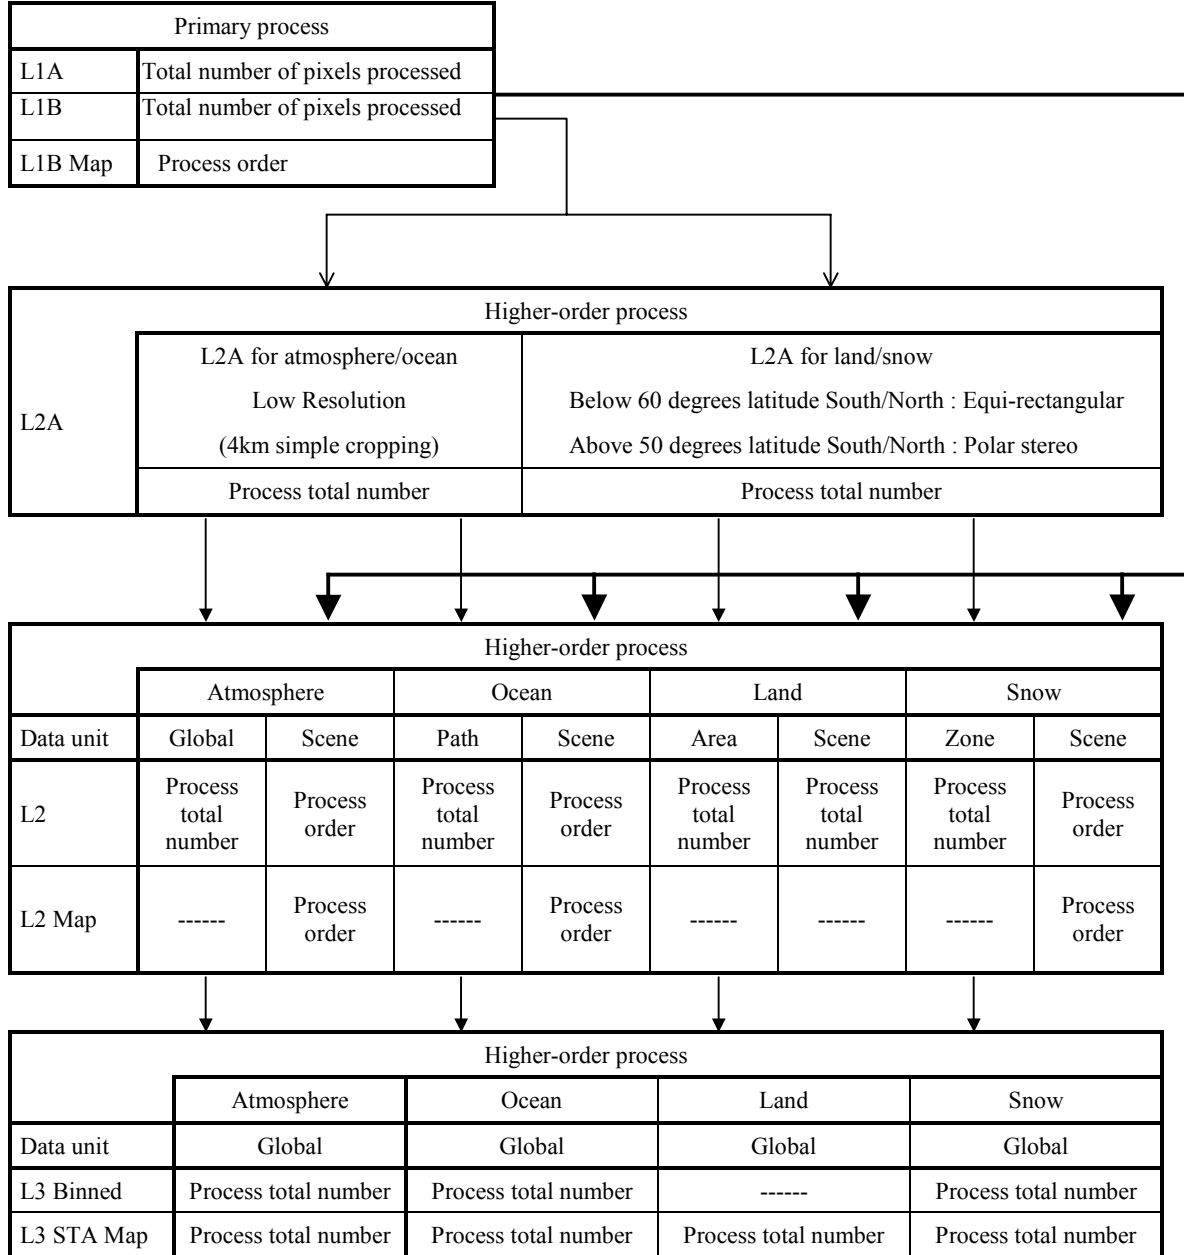 Primary process
L1A Total number of pixels processed
L1B Total number of pixels processed
L1B Map Process order
Higher-order process
L2A for atmosphere/ocean L2A for land/snow
Low Resolution Below 60 degrees latitude South/North : Equi-rectangular
L2A
(4km simple cropping) Above 50 degrees latitude South/North : Polar stereo
Process total number Process total number
Higher-order process
Atmosphere Ocean Land Snow
Data unit Global Scene Path Scene Area Scene Zone Scene
L2 Process total number Process order Process total number Process order Process total number Process total number Process total number Process order
L2 Map ------ Process order ------ Process order ------ ------ ------ Process order
Higher-order process
Atmosphere Ocean Land Snow
Data unit Global Global Global Global
L3 Binned Process total number Process total number ------ Process total number
L3 STA Map Process total number Process total number Process total number Process total number